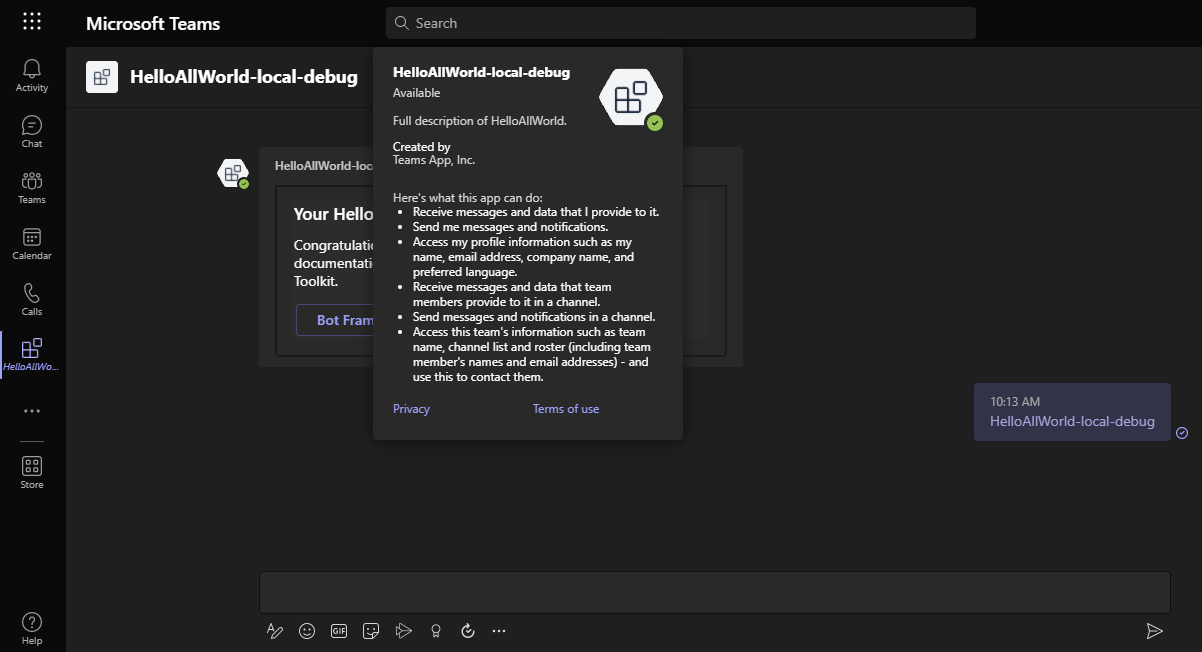 Microsoft Teams
Search
Activity
Chat
Teams
Calendar
Calls
HelloAllWo...
Store
Help
HelloAllWorld-local-debug
HelloAllWorld-loc
Your Hello
Congratulatio
documentati
Toolkit.
Bot Fram
HelloAllWorld-local-debug
Available
Full description of HelloAllWorld.
Created by
Teams App, Inc.
Here's what this app can do:
• Receive messages and data that I provide to it.
• Send me messages and notifications.
• Access my profile information such as my
name, email address, company name, and
preferred language.
• Receive messages and data that team
members provide to it in a channel.
• Send messages and notifications in a channel.
• Access this team's information such as team
name, channel list and roster (including team
member's names and email addresses) - and
use this to contact them.
Privacy
Terms of use
10:13 AM
HelloAllWorld-local-debug
GIF